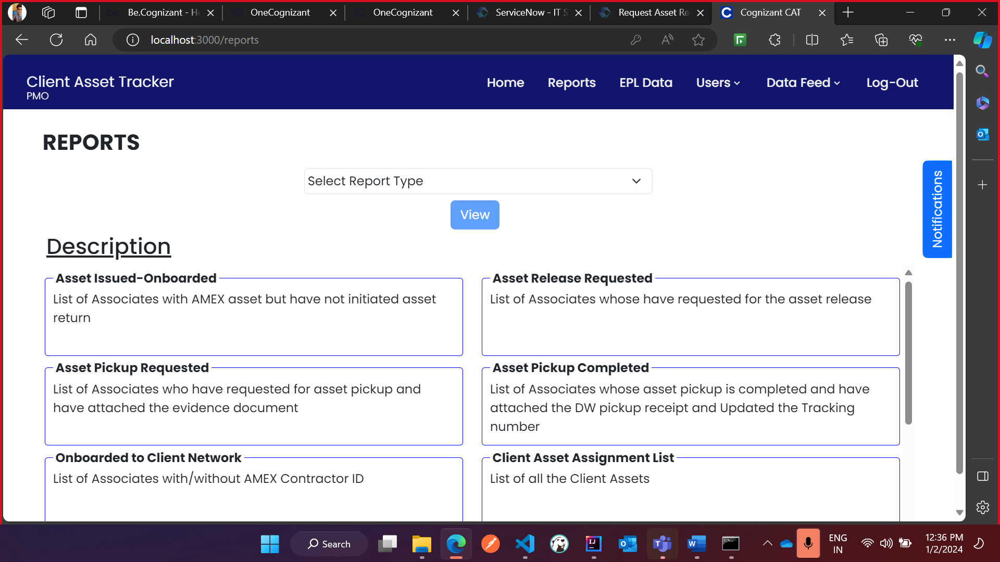 be. Be.Cognizant - H
1C OneCognizant
1C OneCognizant
ServiceNow - IT S
Request Asset Re
C Cognizant CAT
localhost:3000/reports
Client Asset Tracker
PMO
Home
Reports
EPL Data
Users
Data Feed
Log-Out
REPORTS
Select Report Type
View
Notifications
Description
Asset Issued-Onboarded
List of Associates with AMEX asset but have not initiated asset
return
Asset Release Requested
List of Associates whose have requested for the asset release
Asset Pickup Requested
List of Associates who have requested for asset pickup and
have attached the evidence document
Asset Pickup Completed
List of Associates whose asset pickup is completed and have
attached the DW pickup receipt and Updated the Tracking
number
Onboarded to Client Network
List of Associates with/without AMEX Contractor ID
Client Asset Assignment List
List of all the Client Assets
Search
ENG
IN
12:36 PM
1/2/2024